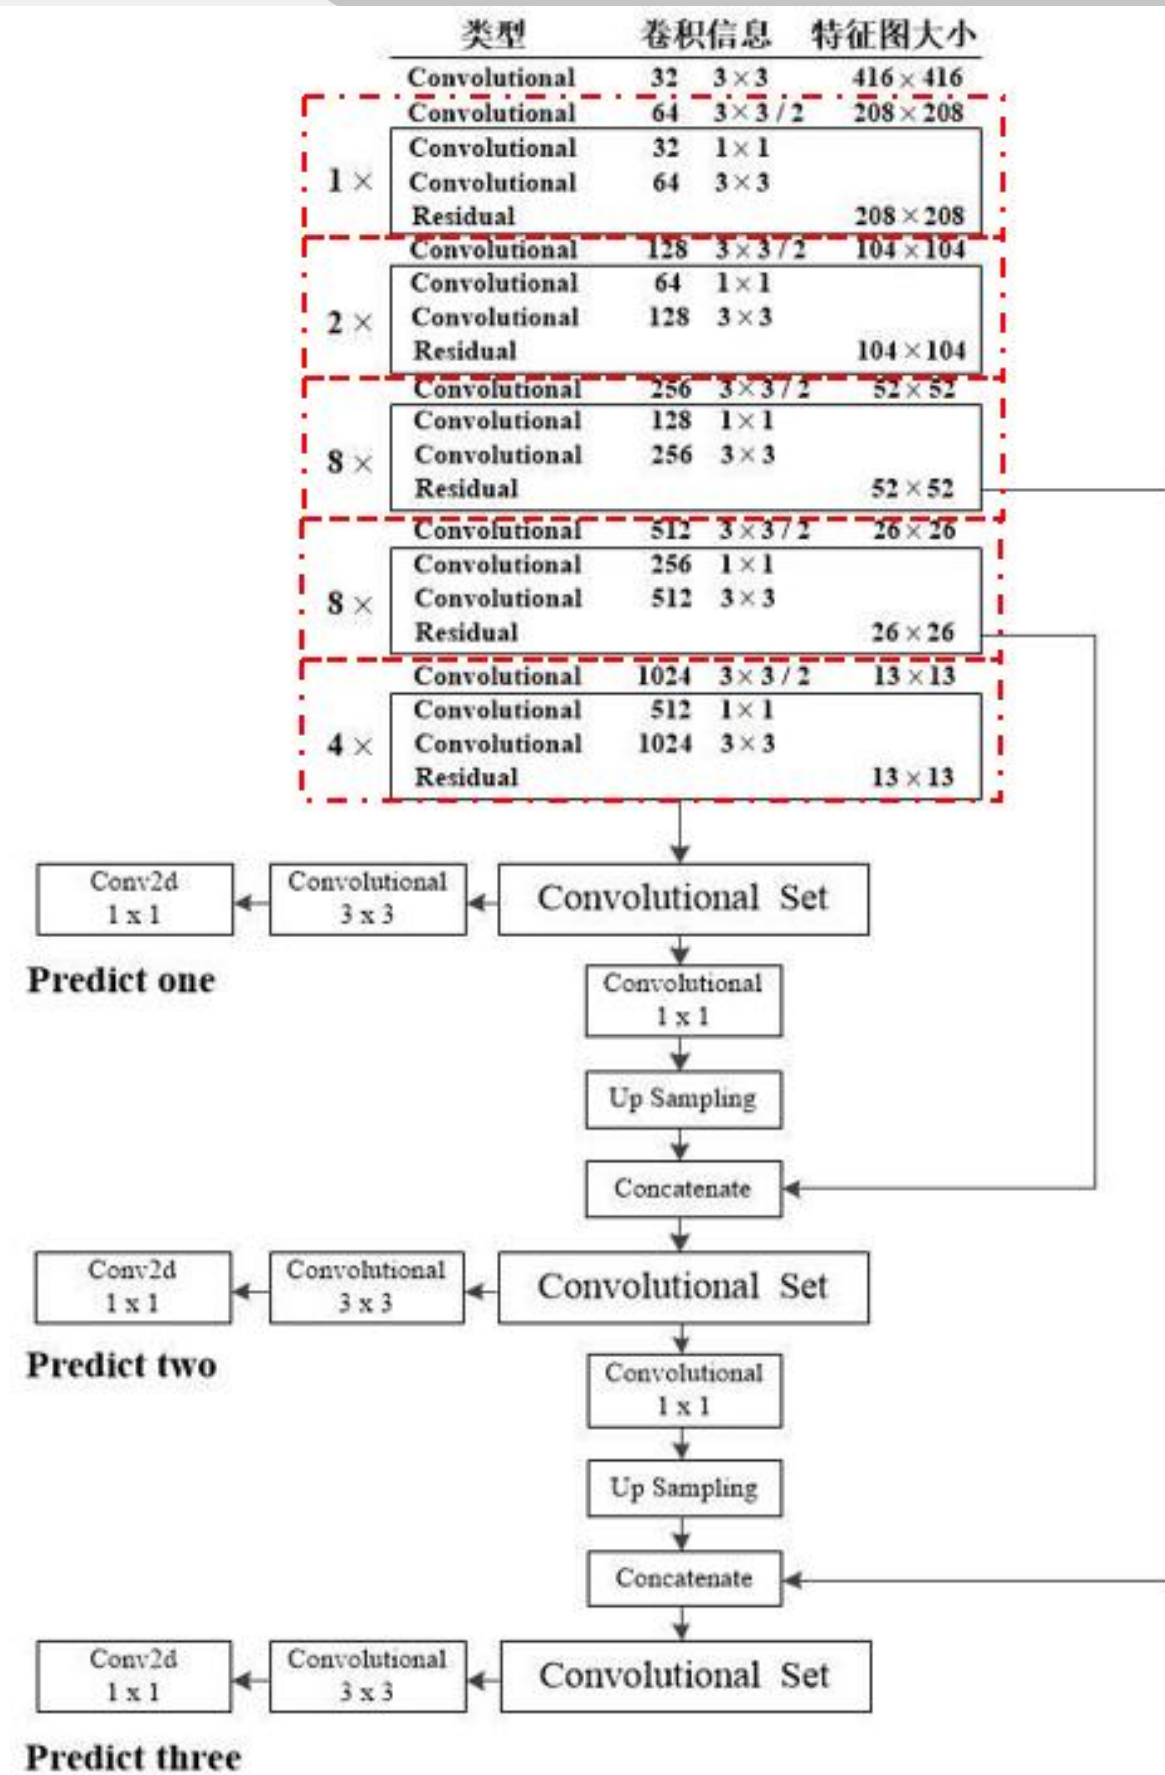 类型 卷积信息 特征图大小
Convolutional 32 3×3 416×416
Convolutional 64 3×3/2 208×208
Convolutional 32 1×1
1× Convolutional 64 3×3
Residual 208×208
Convolutional 128 3×3/2 104×104
Convolutional 64 1×1
2× Convolutional 128 3×3
Residual 104×104
Convolutional 256 3×3/2 52×52
Convolutional 128 1×1
8× Convolutional 256 3×3
Residual 52×52
Convolutional 512 3×3/2 26×26
Convolutional 256 1×1
8× Convolutional 512 3×3
Residual 26×26
Convolutional 1024 3×3/2 13×13
Convolutional 512 1×1
4× Convolutional 1024 3×3
Residual 13×13
Conv2d
1 x 1
Convolutional
3 x 3
Convolutional Set
Predict one
Convolutional
1 x 1
Up Sampling
Concatenate
Conv2d
1 x 1
Convolutional
3 x 3
Convolutional Set
Predict two
Convolutional
1 x 1
Up Sampling
Concatenate
Conv2d
1 x 1
Convolutional
3 x 3
Convolutional Set
Predict three